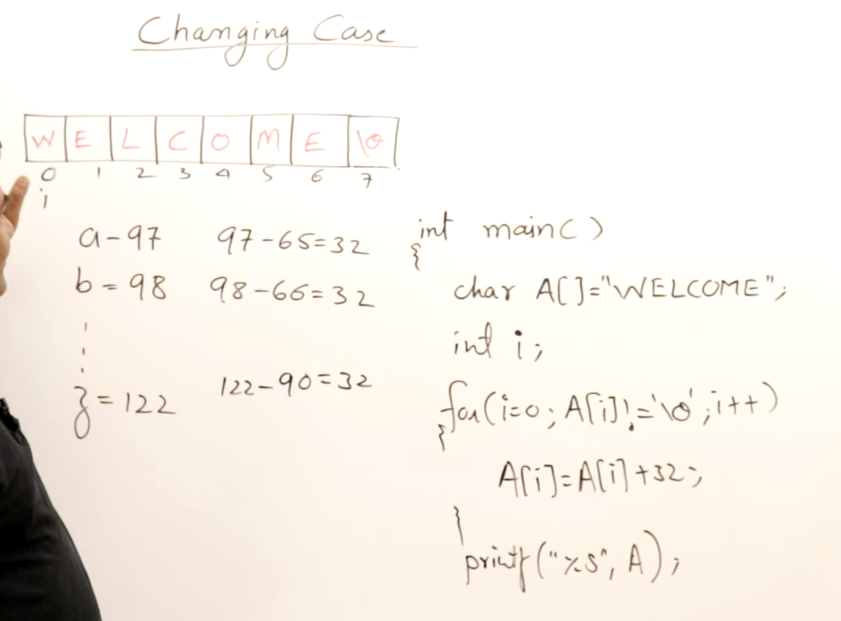 Changing Case
W E L C O M E \0
0 1 2 3 4 5 6 7
i
a-97 97-65=32
b=98 98-66=32
z=122 122-90=32
int main()
{
char A[]="WELCOME";
int i;
for(i=0; A[i]!='\0';i++)
{
A[i]=A[i]+32;
}
printf("%s", A);